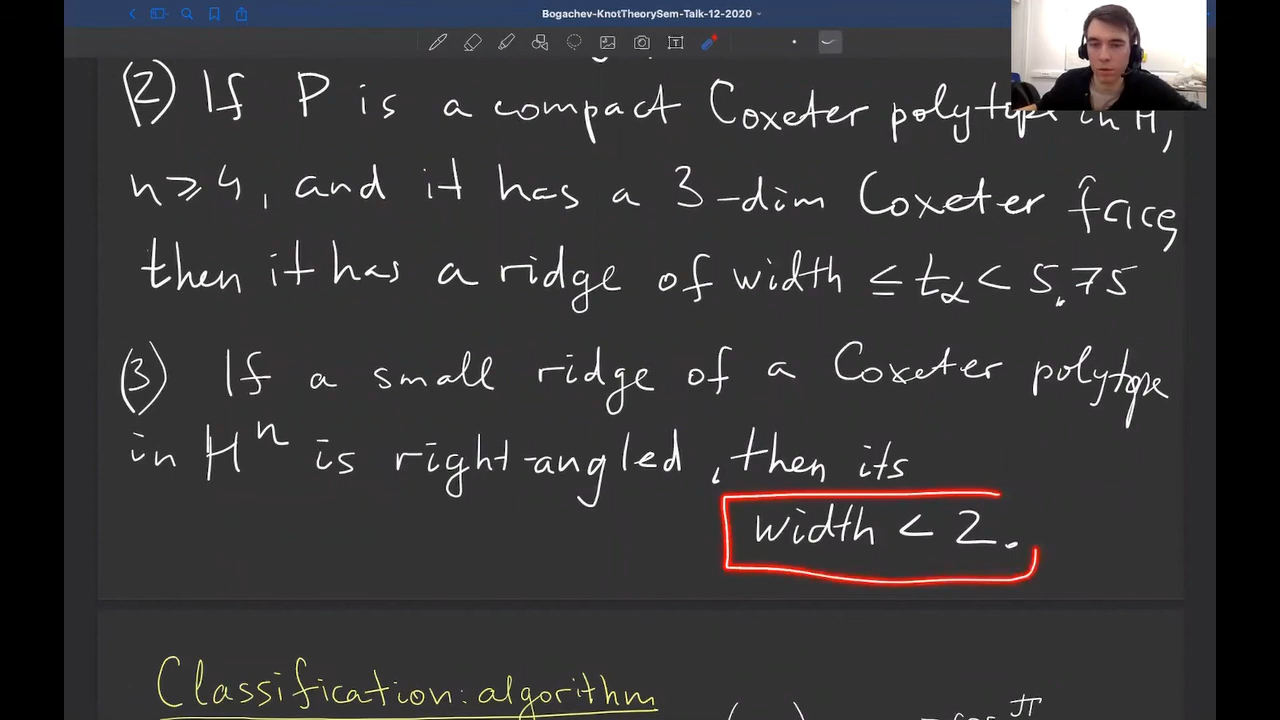 Bogachev-KnotTheorySem-Talk-12-2020
(2) If P is a compact Coxeter polytope in H,
n≥4, and it has a 3-dim Coxeter face,
then it has a ridge of width ≤ t_α < 5.75
(3) If a small ridge of a Coxeter polytope
in H^n is right-angled, then its
width < 2.
Classification: algorithm
-cos π